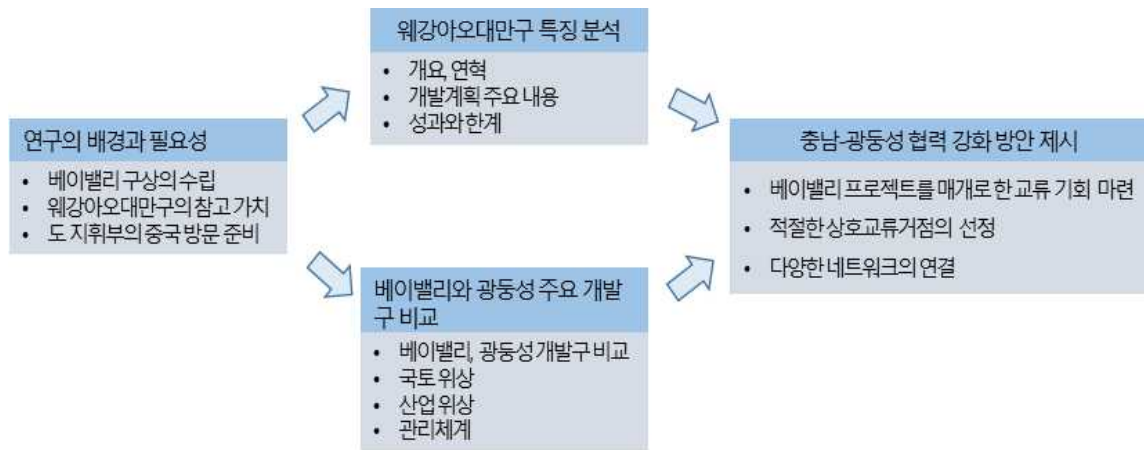 연구의 배경과 필요성
• 베이밸리 구상의 수립
• 웨강아오대만구의 참고 가치
• 도 지휘부의 중국 방문 준비
웨강아오대만구 특징 분석
• 개요, 연혁
• 개발계획 주요 내용
• 성과와 한계
베이밸리와 광둥성 주요 개발
구 비교
• 베이밸리, 광둥성 개발구 비교
• 국토 위상
• 산업 위상
• 관리체계
충남-광둥성 협력 강화 방안 제시
• 베이밸리 프로젝트를 매개로 한 교류 기회 마련
• 적절한 상호교류거점의 선정
• 다양한 네트워크의 연결